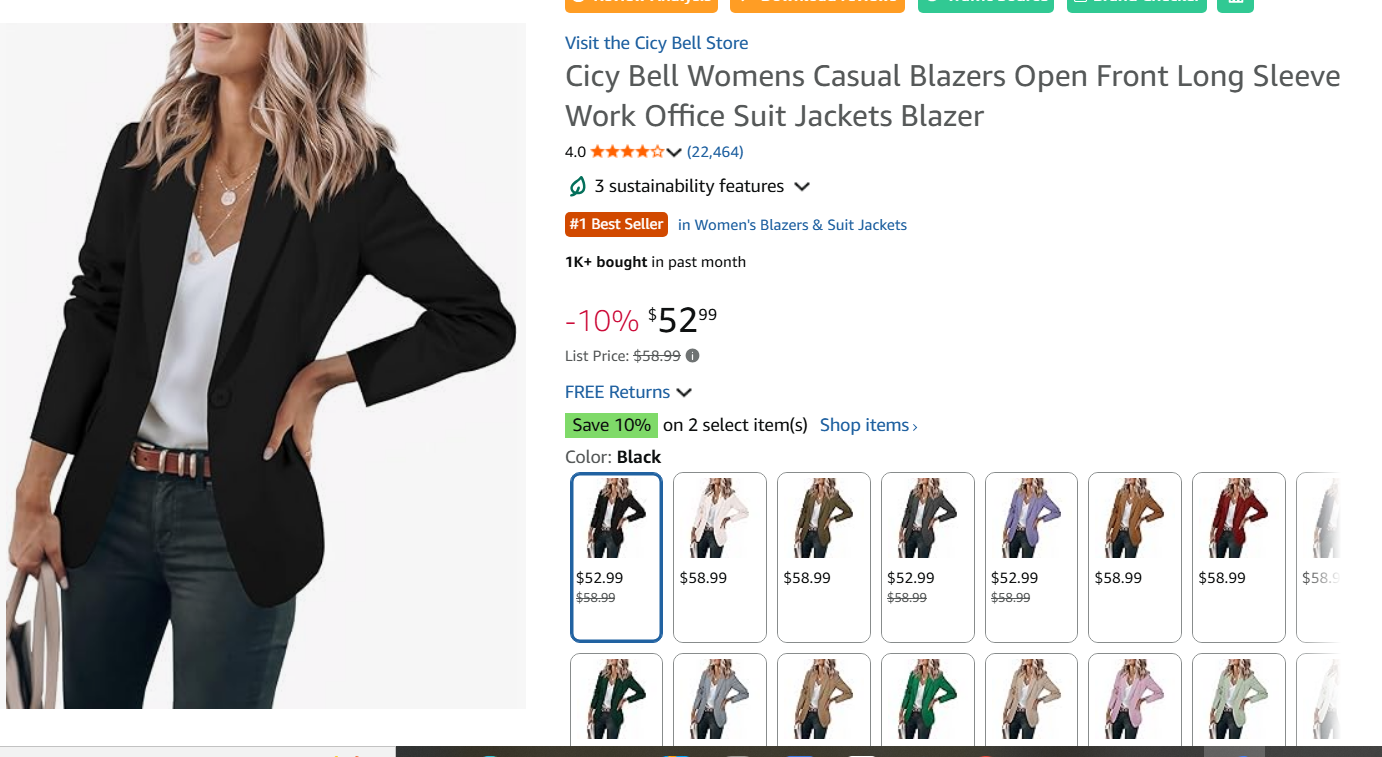 Visit the Cicy Bell Store
Cicy Bell Womens Casual Blazers Open Front Long Sleeve
Work Office Suit Jackets Blazer
4.0 (22,464)
3 sustainability features
#1 Best Seller in Women's Blazers & Suit Jackets
1K+ bought in past month
-10% $52 99
List Price: $58.99
FREE Returns
Save 10% on 2 select item(s) Shop items ›
Color: Black
$52.99 $58.99 $58.99 $52.99 $52.99 $58.99 $58.99 $58.9
$58.99 $58.99 $58.99